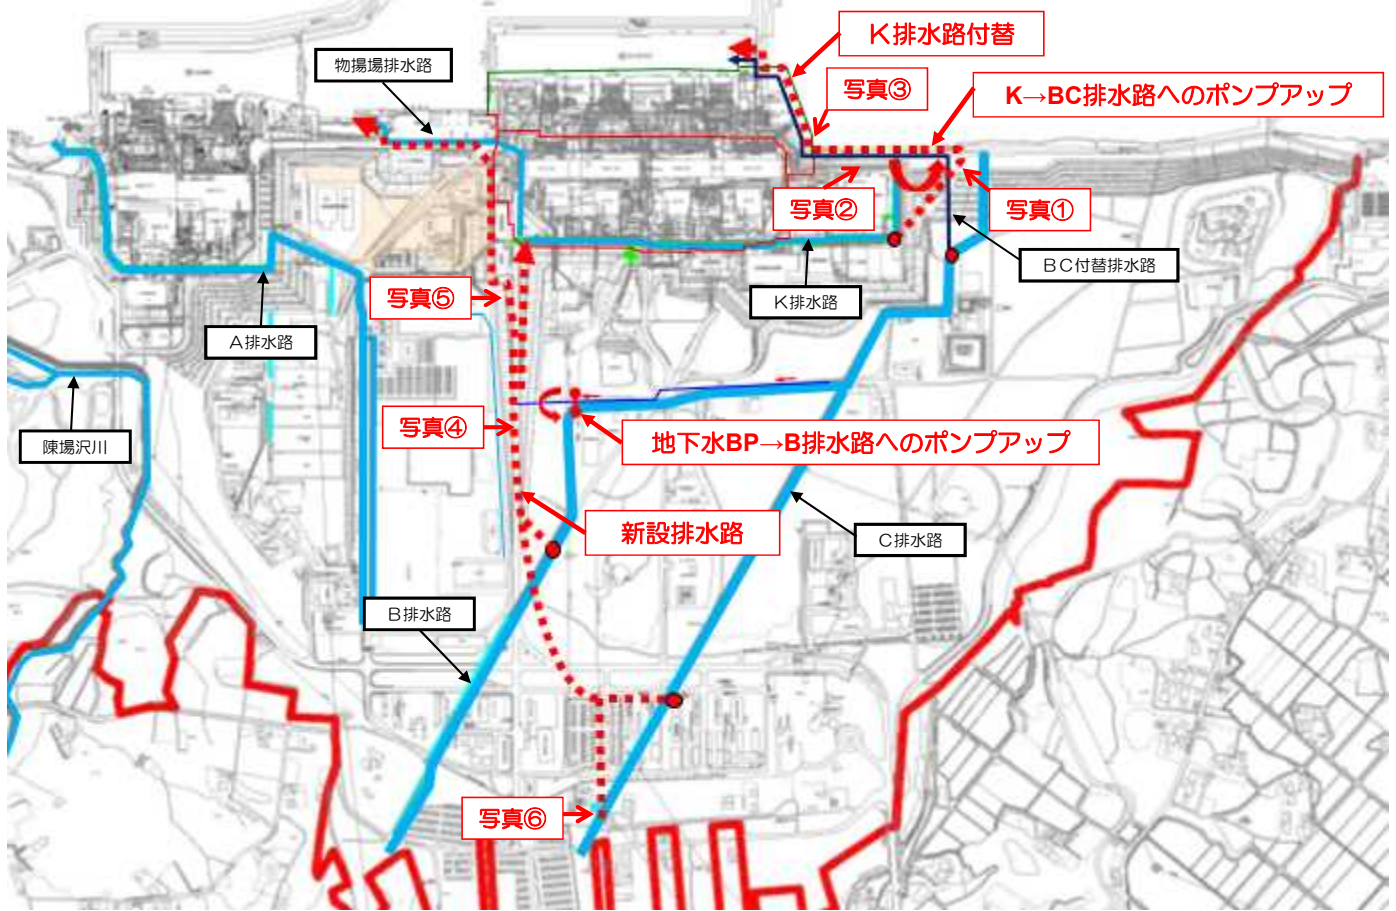 K排水路付替
物揚場排水路
写真③
K→BC排水路へのポンプアップ
写真②
写真①
BC付替排水路
写真⑤
K排水路
A排水路
写真④
地下水BP→B排水路へのポンプアップ
陳場沢川
新設排水路
C排水路
B排水路
写真⑥